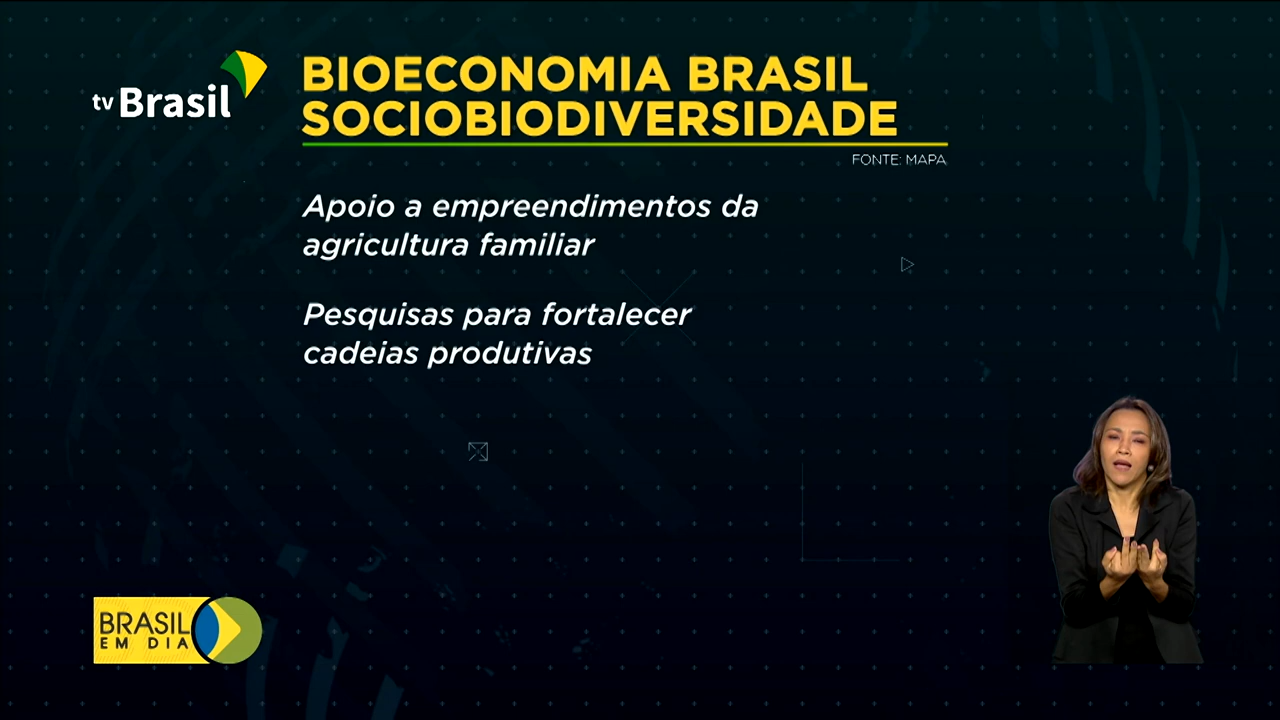 tv Brasil
BIOECONOMIA BRASIL
SOCIOBIODIVERSIDADE
FONTE: MAPA
Apoio a empreendimentos da
agricultura familiar
Pesquisas para fortalecer
cadeias produtivas
BRASIL
EM DIA